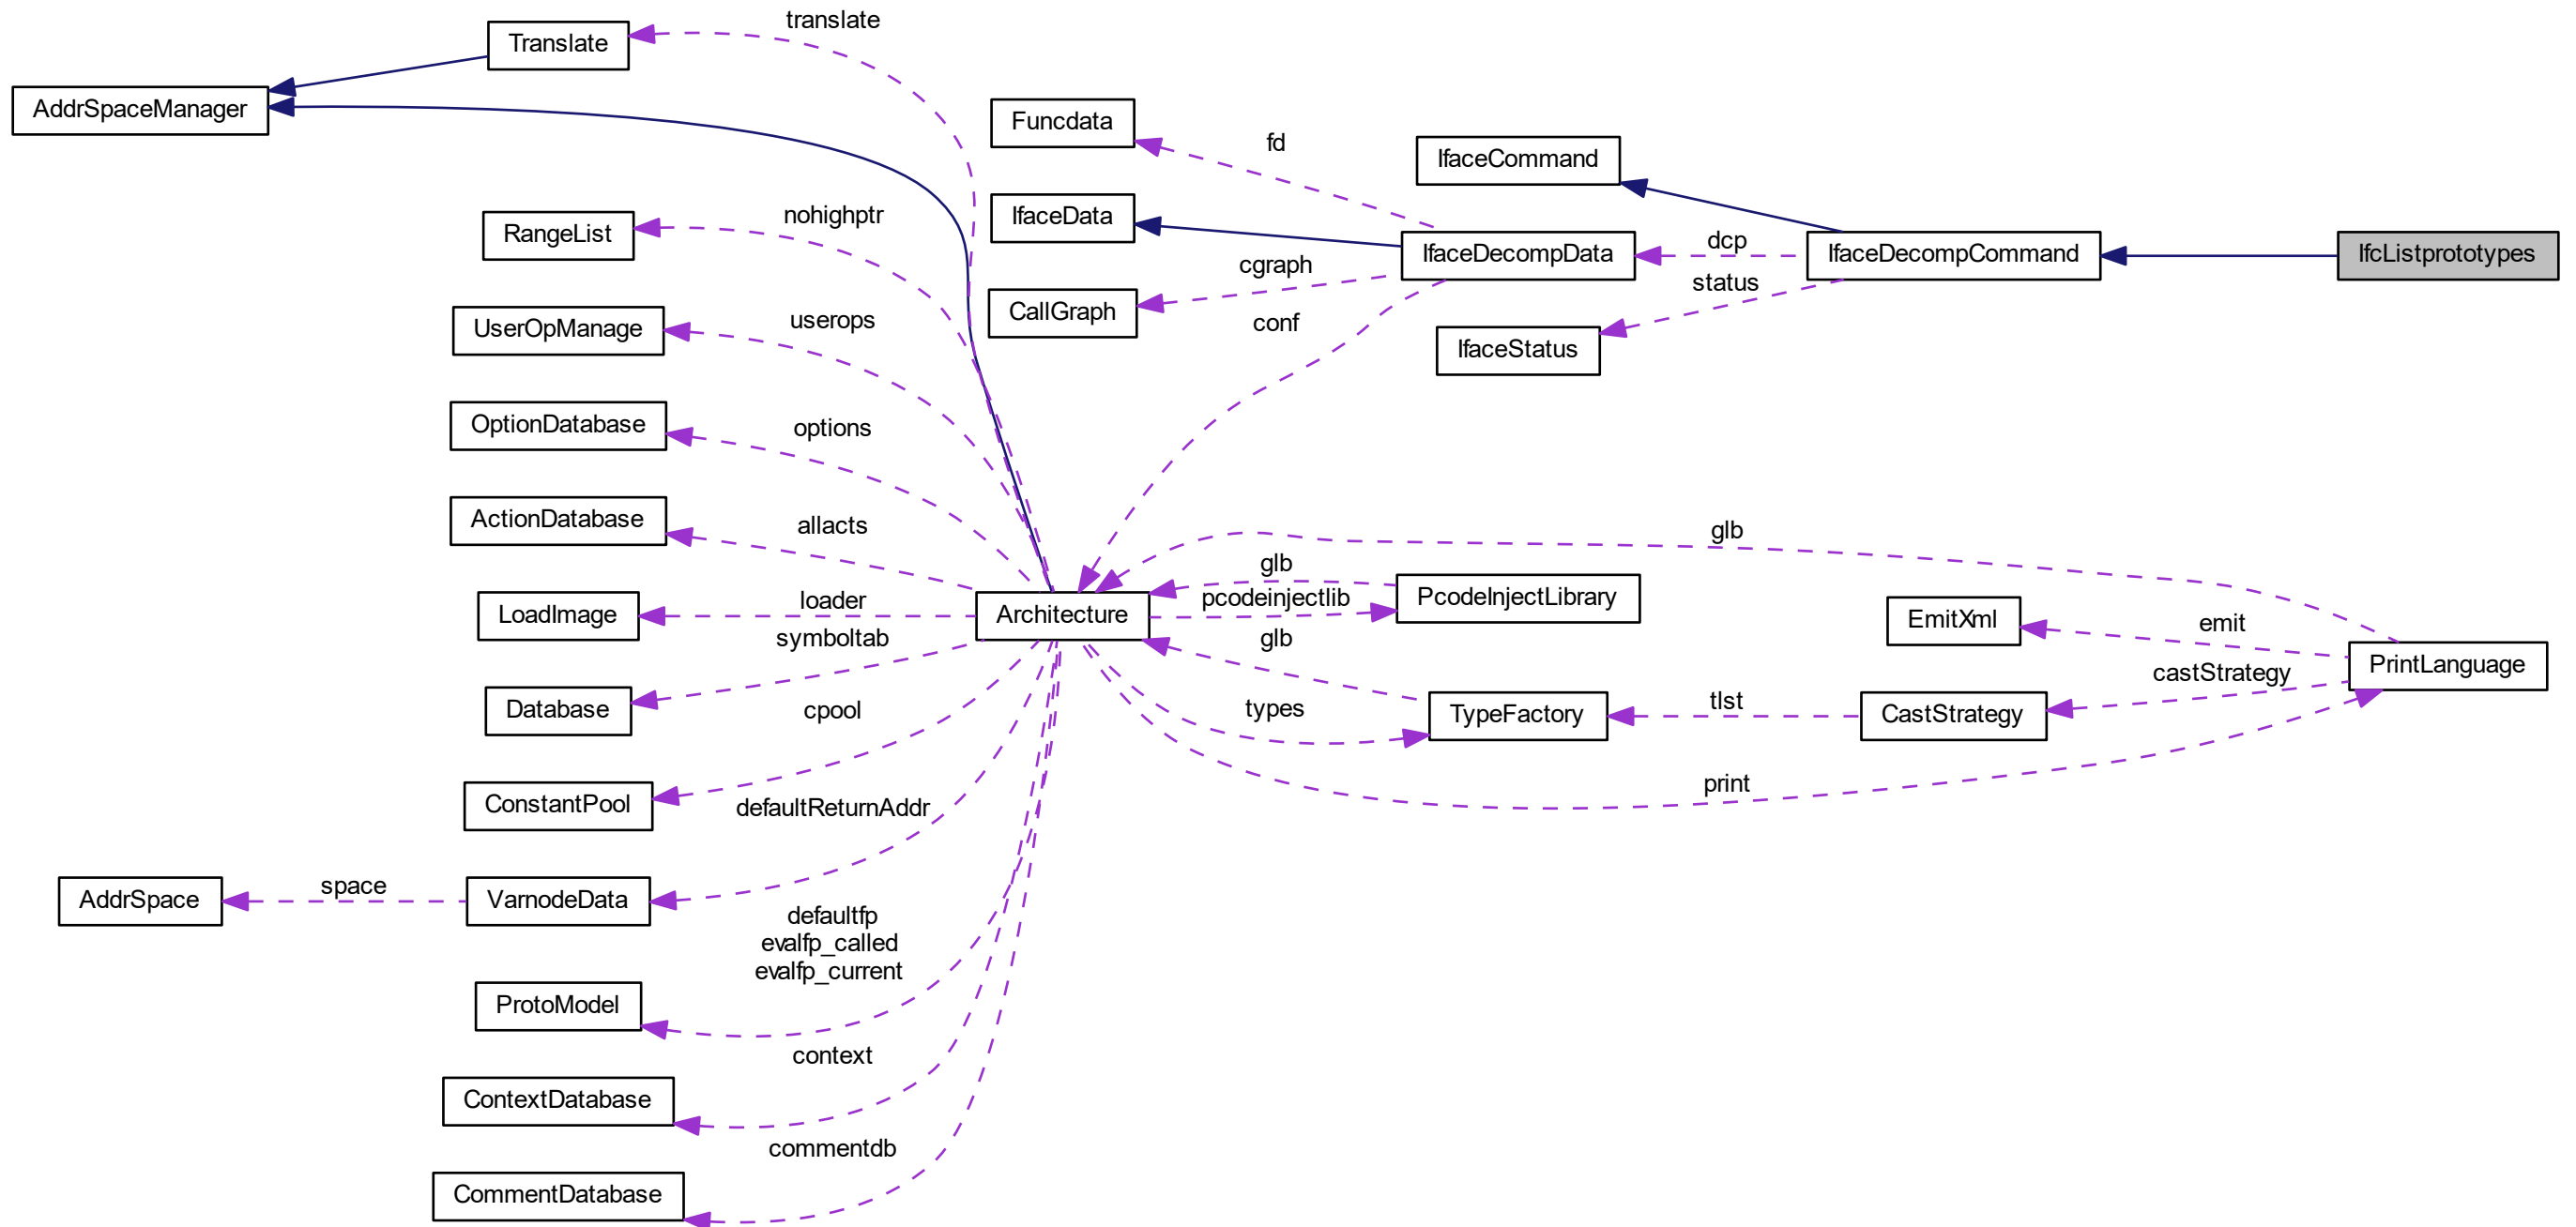 translate
Translate
AddrSpaceManager
Funcdata
fd
IfaceCommand
nohighptr
RangeList
IfaceData
IfaceDecompData
dcp
IfaceDecompCommand
IfcListprototypes
cgraph
status
userops
UserOpManage
CallGraph
conf
IfaceStatus
options
OptionDatabase
allacts
ActionDatabase
glb
glb
loader
LoadImage
Architecture
pcodeinjectlib
PcodeInjectLibrary
EmitXml
emit
symboltab
glb
PrintLanguage
castStrategy
Database
cpool
types
TypeFactory
tlst
CastStrategy
print
ConstantPool
defaultReturnAddr
AddrSpace
space
VarnodeData
defaultfp
evalfp_called
evalfp_current
ProtoModel
context
ContextDatabase
commentdb
CommentDatabase